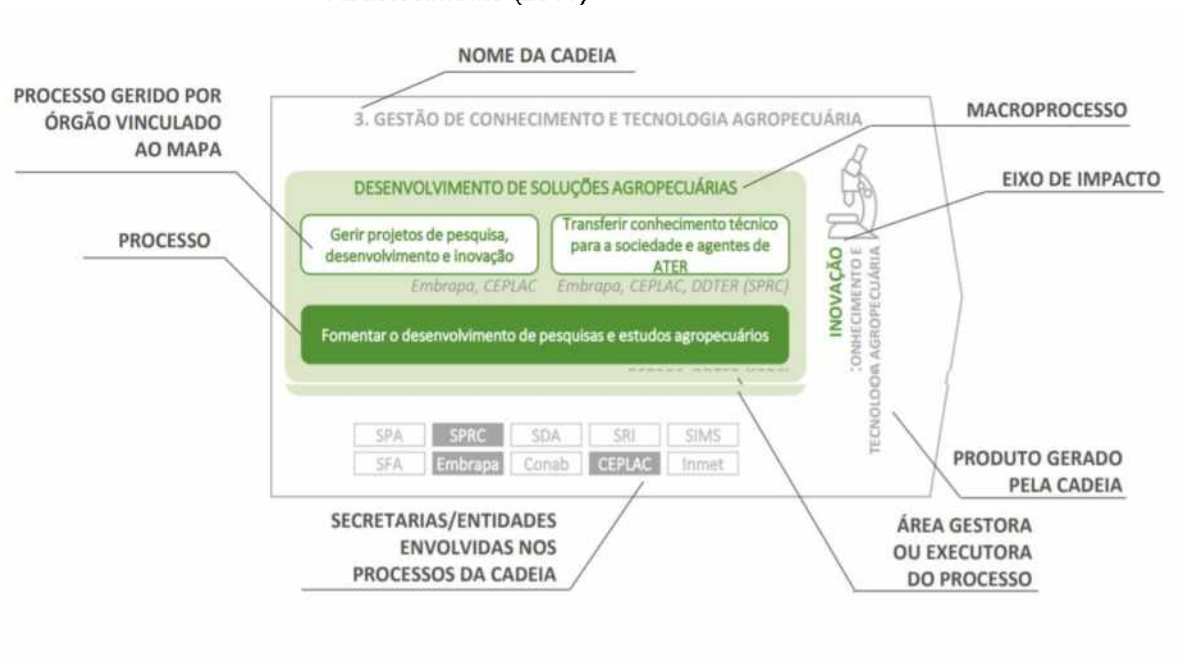 NOME DA CADEIA
PROCESSO GERIDO POR
ÓRGÃO VINCULADO
AO MAPA
3. GESTÃO DE CONHECIMENTO E TECNOLOGIA AGROPECUÁRIA
MACROPROCESSO
DESENVOLVIMENTO DE SOLUÇÕES AGROPECUÁRIAS
EIXO DE IMPACTO
PROCESSO
Gerir projetos de pesquisa,
desenvolvimento e inovação
Embrapa, CEPLAC
Transferir conhecimento técnico
para a sociedade e agentes de
ATER
Embrapa, CEPLAC, DDTER (SPRC)
Fomentar o desenvolvimento de pesquisas e estudos agropecuários
INOVAÇÃO
CONHECIMENTO E
TECNOLOGIA AGROPECUÁRIA
SPA SPRC SDA SRI SIMS
SFA Embrapa Conab CEPLAC Inmet
PRODUTO GERADO
PELA CADEIA
SECRETARIAS/ENTIDADES
ENVOLVIDAS NOS
PROCESSOS DA CADEIA
ÁREA GESTORA
OU EXECUTORA
DO PROCESSO